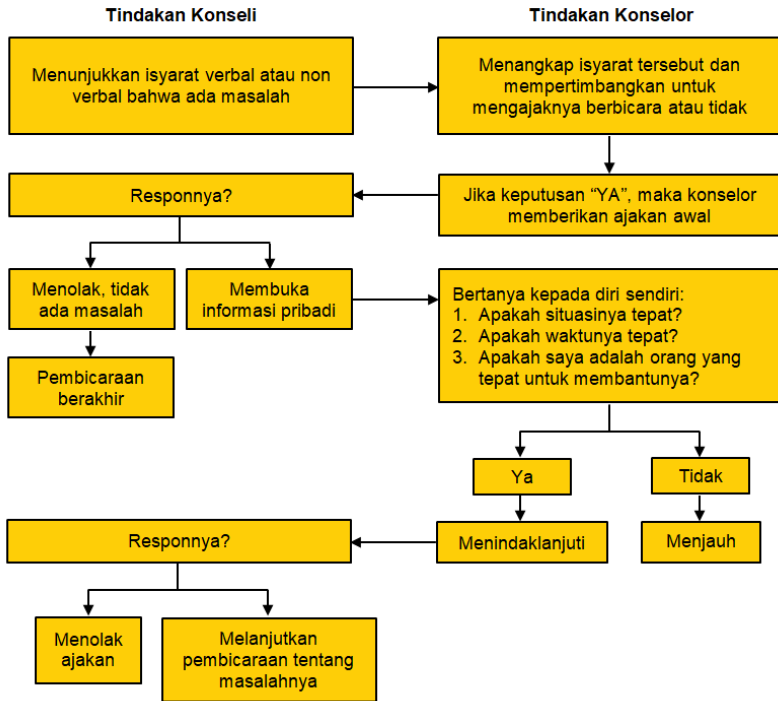 Tindakan Konseli
Tindakan Konselor
Menunjukkan isyarat verbal atau non
verbal bahwa ada masalah
Menangkap isyarat tersebut dan
mempertimbangkan untuk
mengajaknya berbicara atau tidak
Responnya?
Jika keputusan “YA”, maka konselor
memberikan ajakan awal
Menolak, tidak
ada masalah
Membuka
informasi pribadi
Bertanya kepada diri sendiri:
1. Apakah situasinya tepat?
2. Apakah waktunya tepat?
3. Apakah saya adalah orang yang
tepat untuk membantunya?
Pembicaraan
berakhir
Ya
Tidak
Responnya?
Menindaklanjuti
Menjauh
Menolak
ajakan
Melanjutkan
pembicaraan tentang
masalahnya